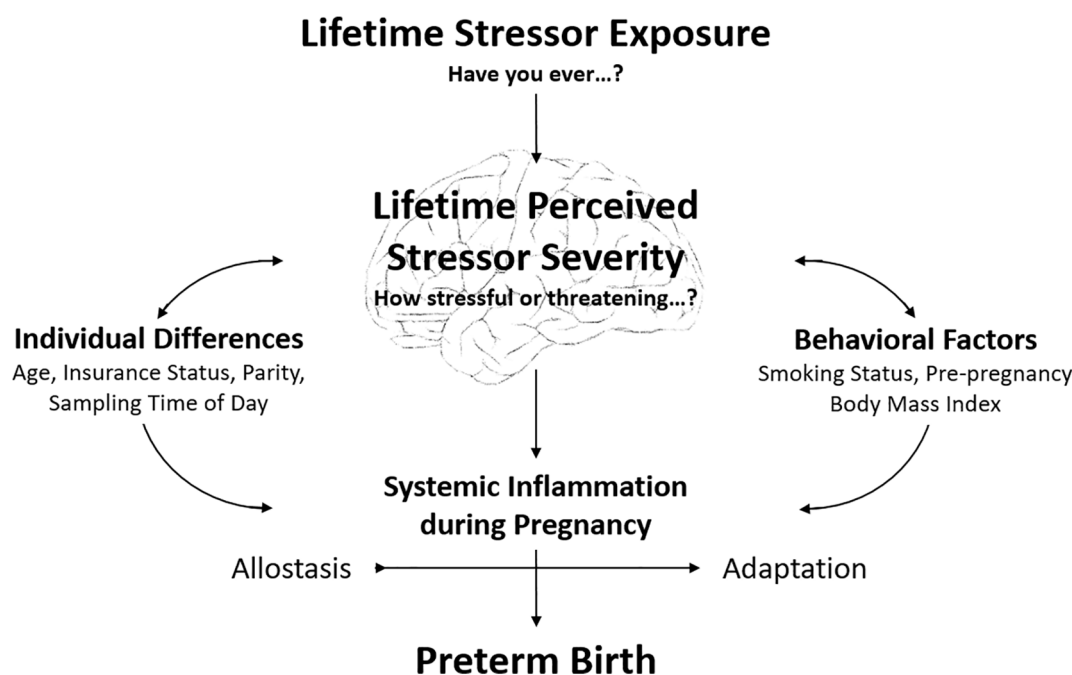 Lifetime Stressor Exposure
Have you ever...?
Lifetime Perceived
Stressor Severity
How stressful or threatening...?
Individual Differences
Age, Insurance Status, Parity,
Sampling Time of Day
Behavioral Factors
Smoking Status, Pre-pregnancy
Body Mass Index
Systemic Inflammation
during Pregnancy
Allostasis
Adaptation
Preterm Birth